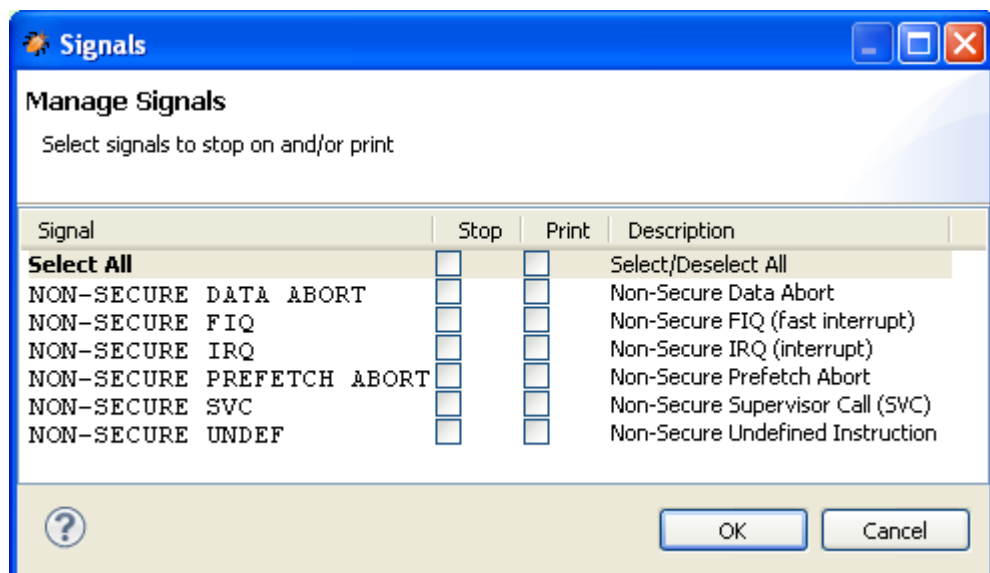 Signals
Manage Signals
Select signals to stop on and/or print
Signal Stop Print Description
Select All Select/Deselect All
NON-SECURE DATA ABORT Non-Secure Data Abort
NON-SECURE FIQ Non-Secure FIQ (fast interrupt)
NON-SECURE IRQ Non-Secure IRQ (interrupt)
NON-SECURE PREFETCH ABORT Non-Secure Prefetch Abort
NON-SECURE SVC Non-Secure Supervisor Call (SVC)
NON-SECURE UNDEF Non-Secure Undefined Instruction
? OK Cancel